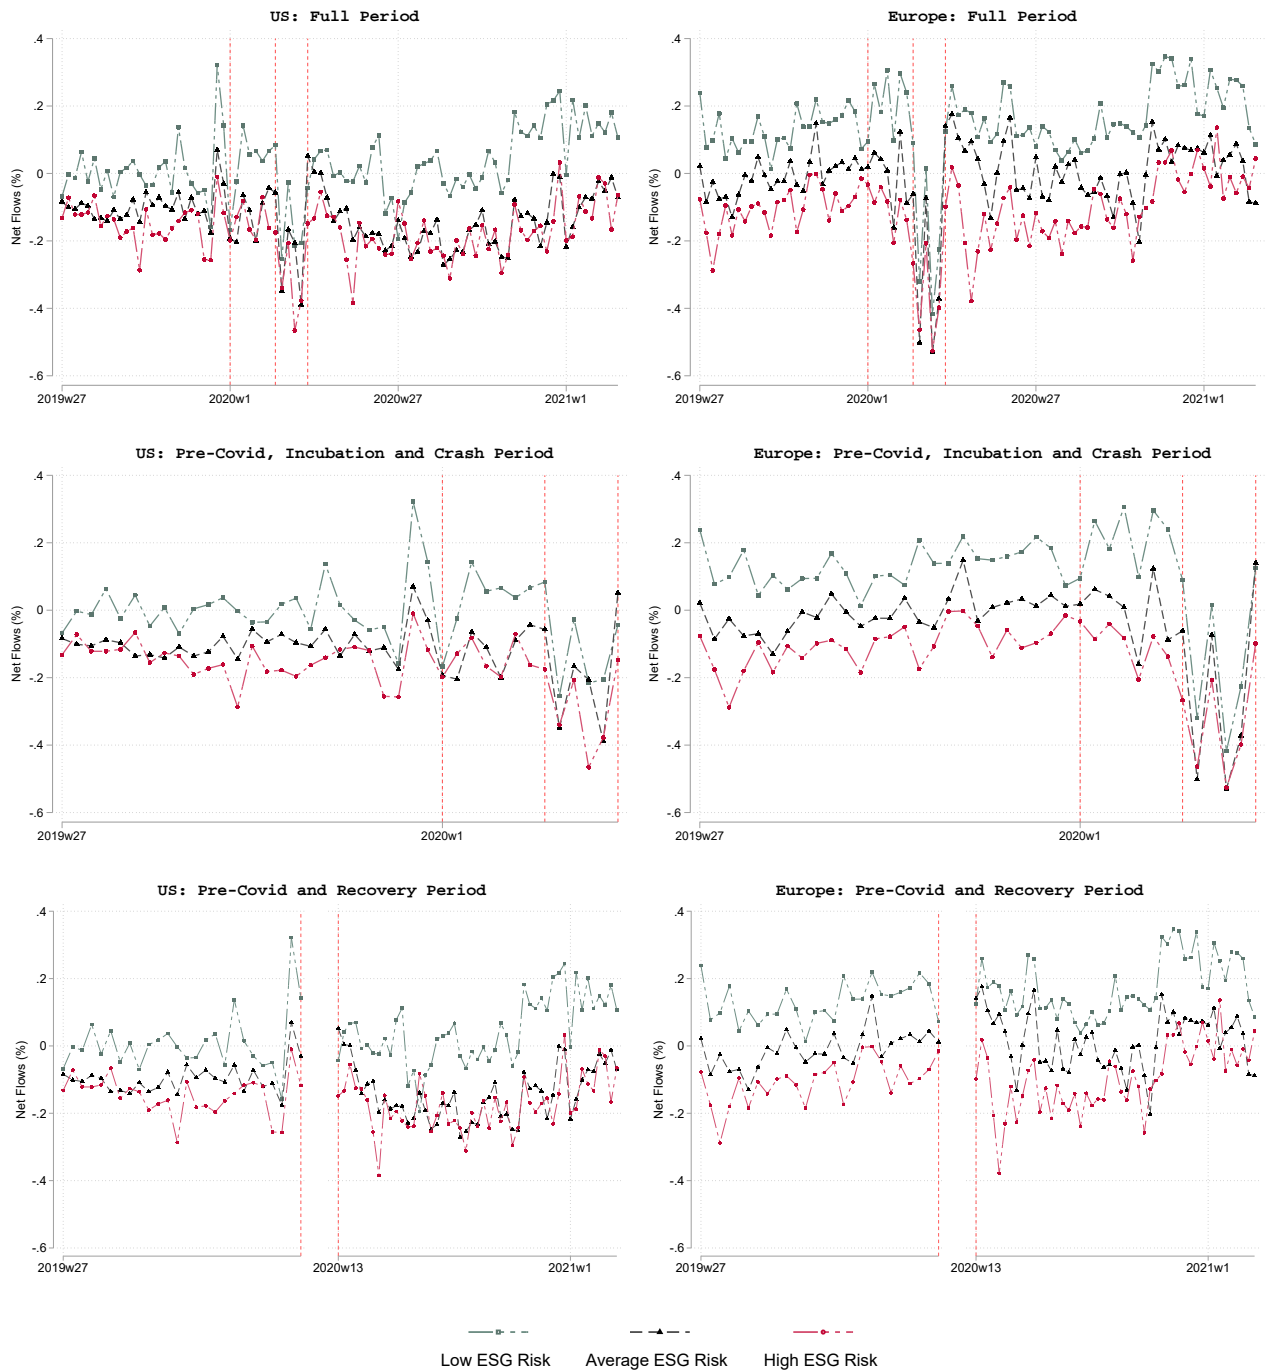 US: Full Period
Europe: Full Period
.4
.2
0
-.2
-.4
-.6
Net Flows (%)
2019w27
2020w1
2020w27
2021w1
.4
.2
0
-.2
-.4
-.6
Net Flows (%)
2019w27
2020w1
2020w27
2021w1
US: Pre-Covid, Incubation and Crash Period
Europe: Pre-Covid, Incubation and Crash Period
.4
.2
0
-.2
-.4
-.6
Net Flows (%)
2019w27
2020w1
.4
.2
0
-.2
-.4
-.6
Net Flows (%)
2019w27
2020w1
US: Pre-Covid and Recovery Period
Europe: Pre-Covid and Recovery Period
.4
.2
0
-.2
-.4
-.6
Net Flows (%)
2019w27
2020w13
2021w1
.4
.2
0
-.2
-.4
-.6
Net Flows (%)
2019w27
2020w13
2021w1
Low ESG Risk
Average ESG Risk
High ESG Risk